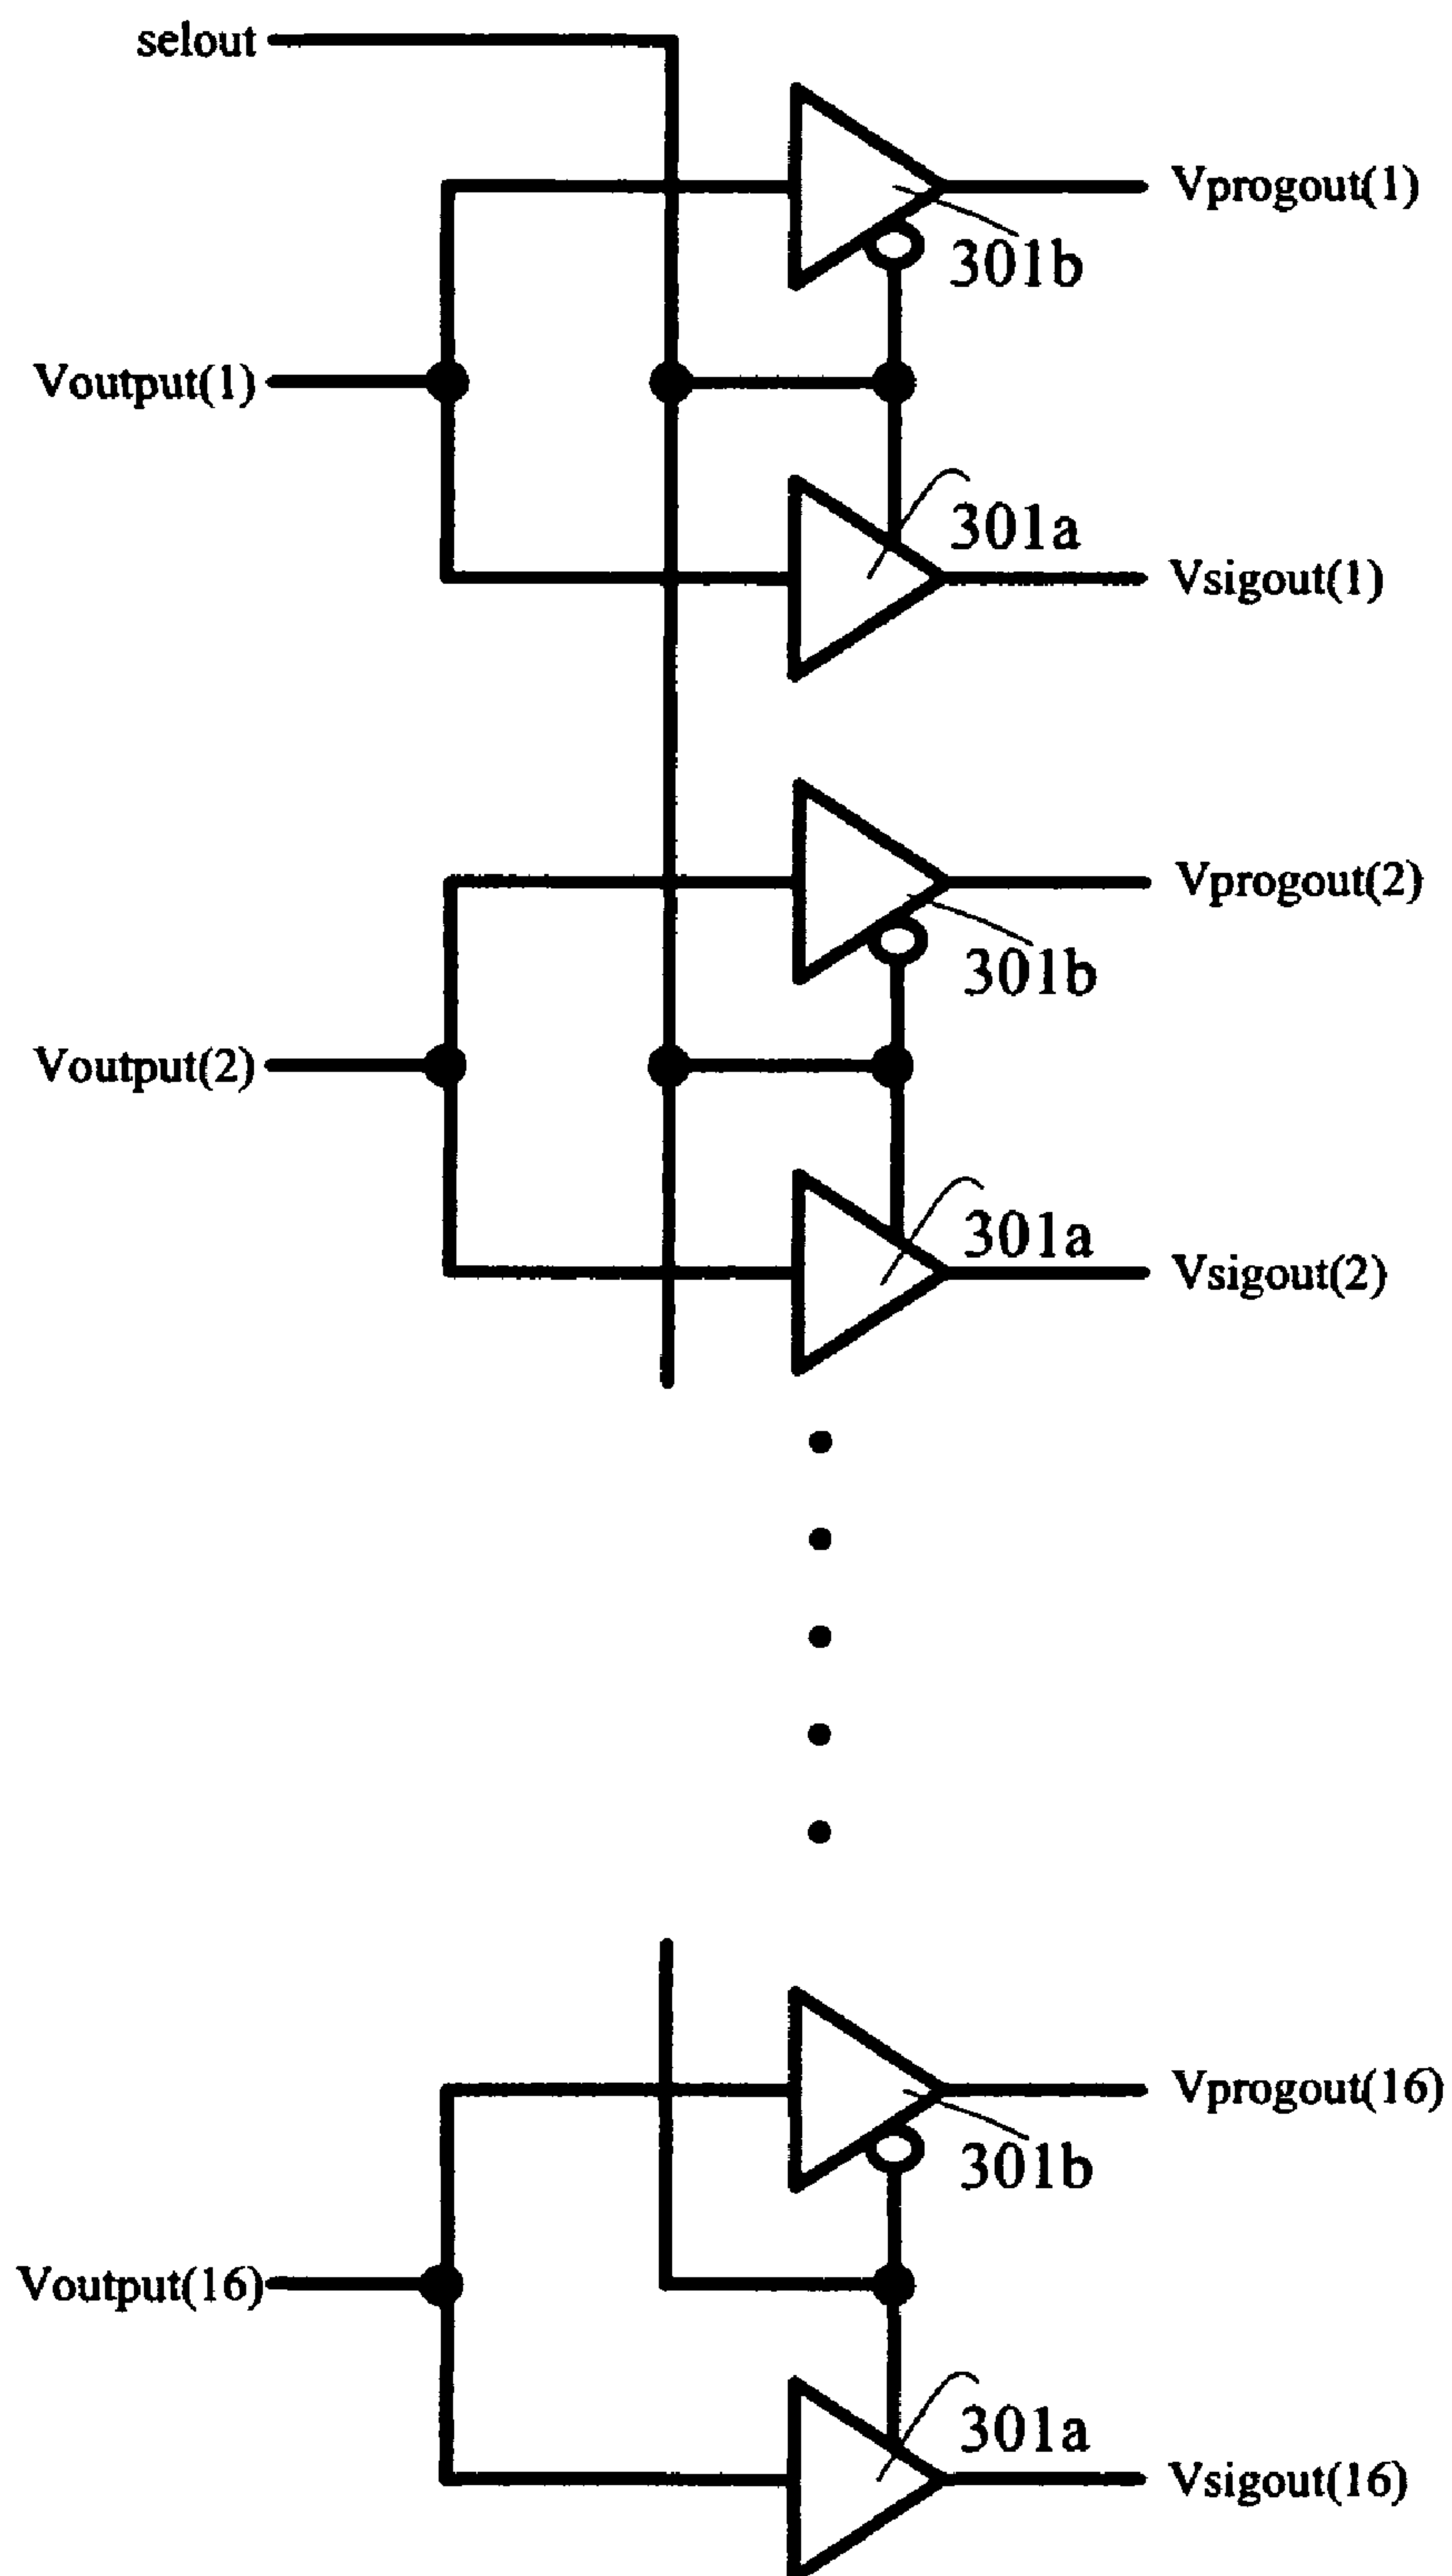 selout
Vprogout(1)
301b
Voutput(1)
301a
Vsigout(1)
Vprogout(2)
301b
Voutput(2)
301a
Vsigout(2)
Vprogout(16)
301b
Voutput(16)
301a
Vsigout(16)